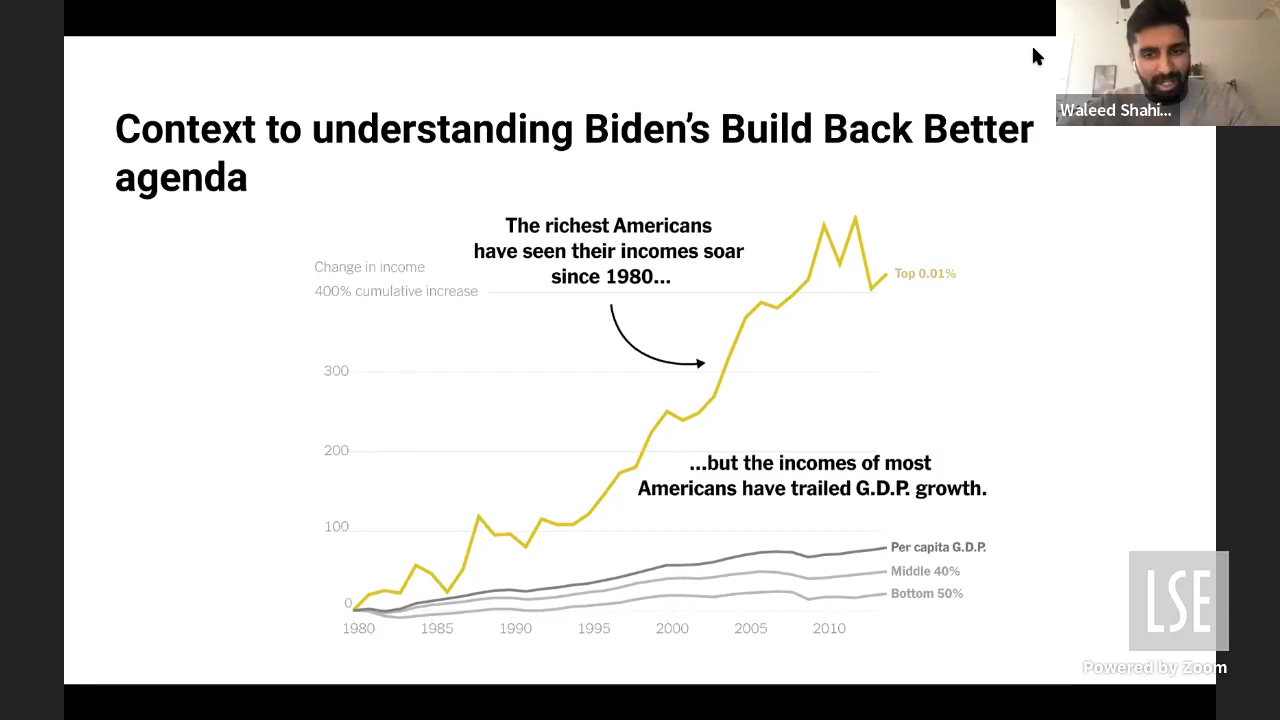 Waleed Shahi...
Context to understanding Biden's Build Back Better
agenda
The richest Americans
have seen their incomes soar
since 1980...
Change in income
400% cumulative increase
Top 0.01%
300
200
...but the incomes of most
Americans have trailed G.D.P. growth.
100
Per capita G.D.P.
Middle 40%
Bottom 50%
0
1980
1985
1990
1995
2000
2005
2010
LSE
Powered by Zoom